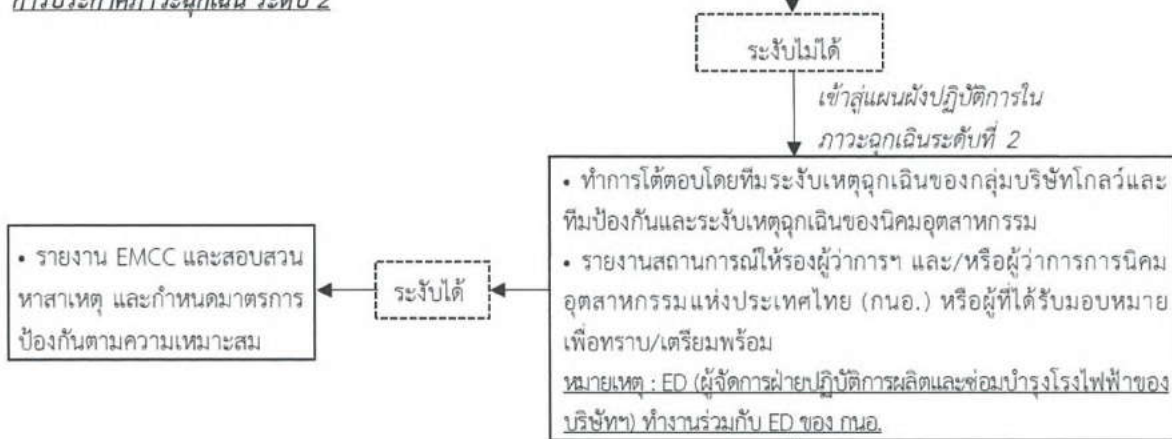 การประกาศภาวะฉุกเฉิน ระดับ 2
ระงับไม่ได้
เข้าสู่แผนผังปฏิบัติการใน
ภาวะฉุกเฉินระดับที่ 2
• ทำการโต้ตอบโดยทีมระงับเหตุฉุกเฉินของกลุ่มบริษัทโกลว์และ
ทีมป้องกันและระงับเหตุฉุกเฉินของนิคมอุตสาหกรรม
• รายงานสถานการณ์ให้รองผู้ว่าการฯ และ/หรือผู้ว่าการการนิคม
อุตสาหกรรมแห่งประเทศไทย (กนอ.) หรือผู้ที่ได้รับมอบหมาย
เพื่อทราบ/เตรียมพร้อม
หมายเหตุ : ED (ผู้จัดการฝ่ายปฏิบัติการผลิตและซ่อมบำรุงโรงไฟฟ้าของ
บริษัทฯ) ทำงานร่วมกับ ED ของ กนอ.
ระงับได้
• รายงาน EMCC และสอบสวน
หาสาเหตุ และกำหนดมาตรการ
ป้องกันตามความเหมาะสม